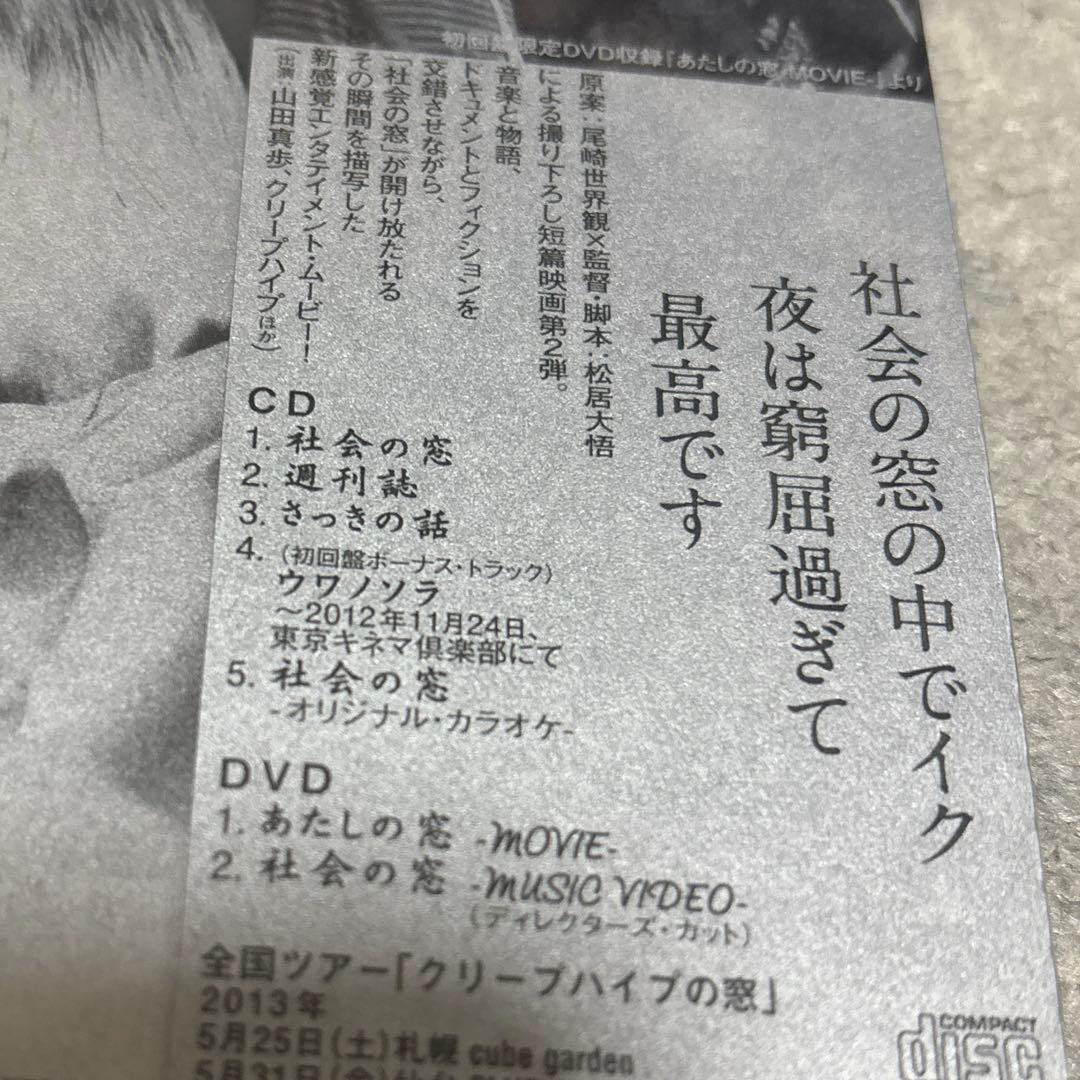 初回盤限定DVD収録「あたしの窓-MOVIE-」より
社会の窓の中でイク
夜は窮屈過ぎて
最高です
原案：尾崎世界観×監督・脚本：松居大悟
による撮り下ろし短篇映画第2弾。
音楽と物語、
ドキュメントとフィクションを
交錯させながら、
「社会の窓」が開け放たれる
その瞬間を描写した
新感覚エンタテイメント・ムービー！
（出演：山田真歩、クリープハイプほか）
CD
1. 社会の窓
2. 週刊誌
3. さっきの話
4. (初回盤ボーナス・トラック)
ウワノソラ
〜2012年11月24日、
東京キネマ倶楽部にて
5. 社会の窓
-オリジナル・カラオケ-
DVD
1. あたしの窓 -MOVIE-
2. 社会の窓 -MUSIC VIDEO-
(ディレクターズ・カット)
全国ツアー「クリープハイプの窓」
2013年
5月25日(土)札幌 cube garden
5月31日(金)
COMPACT
disc